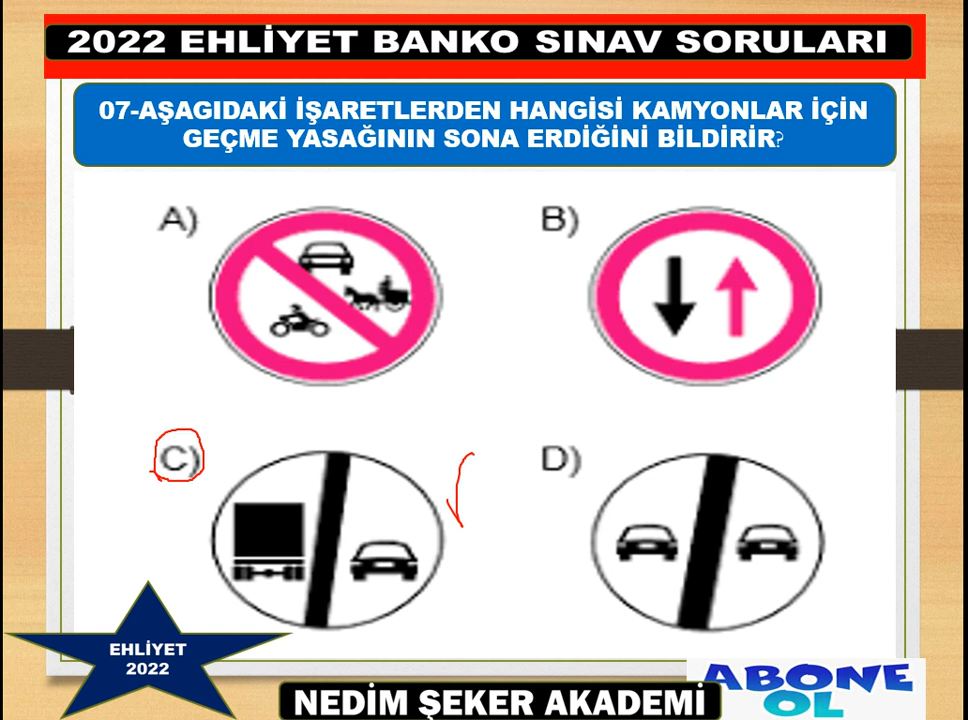 2022 EHLİYET BANKO SINAV SORULARI
07-AŞAGIDAKİ İŞARETLERDEN HANGİSİ KAMYONLAR İÇİN
GEÇME YASAĞININ SONA ERDİĞİNİ BİLDİRİR?
A)
B)
C)
D)
EHLİYET
2022
NEDİM ŞEKER AKADEMİ
ABONE
OL